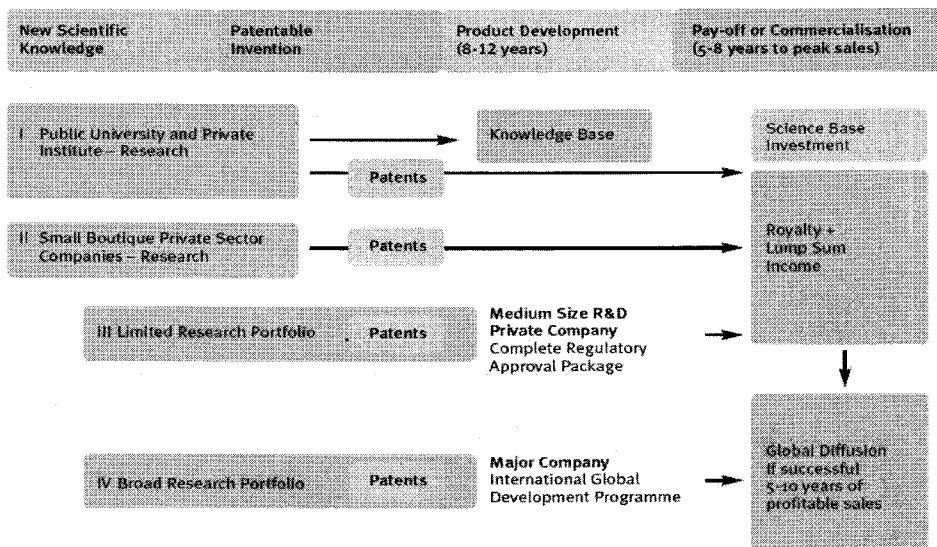 New Scientific
Knowledge
Patentable
Invention
Product Development
(8-12 years)
Pay-off or Commercialisation
(5-8 years to peak sales)
I Public University and Private
Institute – Research
Knowledge Base
Science Base
Investment
Patents
II Small Boutique Private Sector
Companies – Research
Patents
Royalty +
Lump Sum
Income
III Limited Research Portfolio
Patents
Medium Size R&D
Private Company
Complete Regulatory
Approval Package
IV Broad Research Portfolio
Patents
Major Company
International Global
Development Programme
Global Diffusion
If successful
5-10 years of
profitable sales